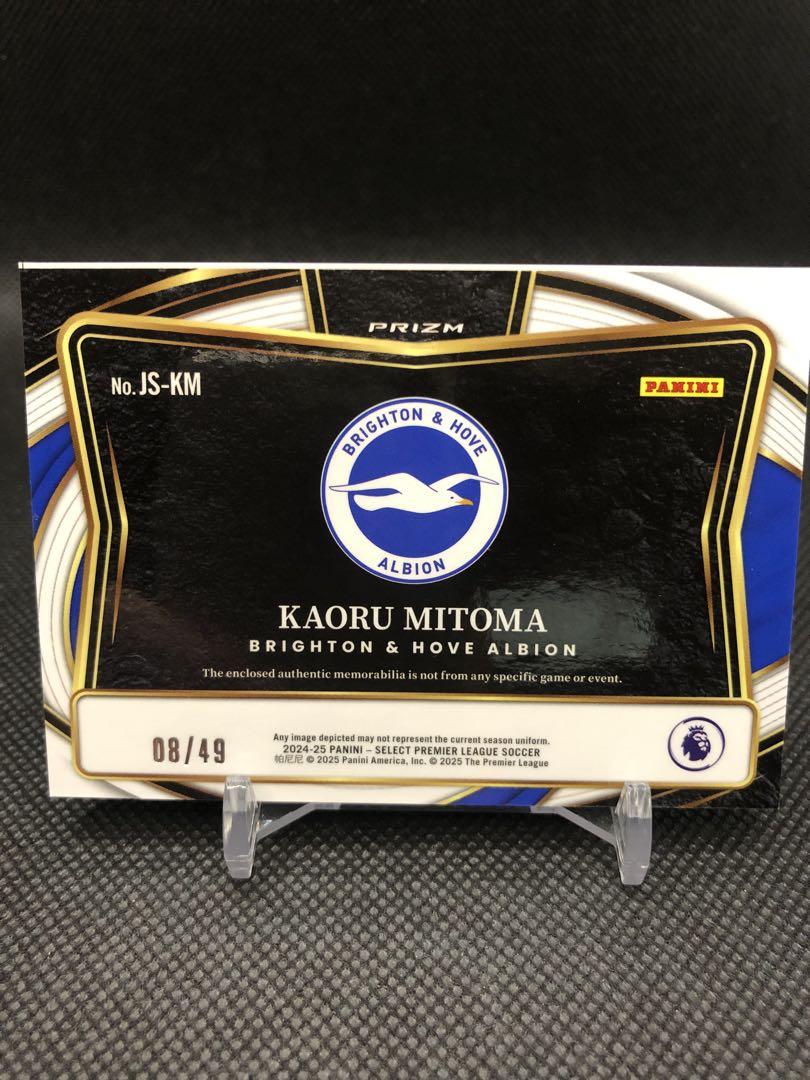 PRIZM
No. JS-KM
PANINI
BRIGHTON & HOVE
ALBION
KAORU MITOMA
BRIGHTON & HOVE ALBION
The enclosed authentic memorabilia is not from any specific game or event.
08/49
Any image depicted may not represent the current season uniform.
2024-25 PANINI – SELECT PREMIER LEAGUE SOCCER
帕尼尼 © 2025 Panini America, Inc. © 2025 The Premier League